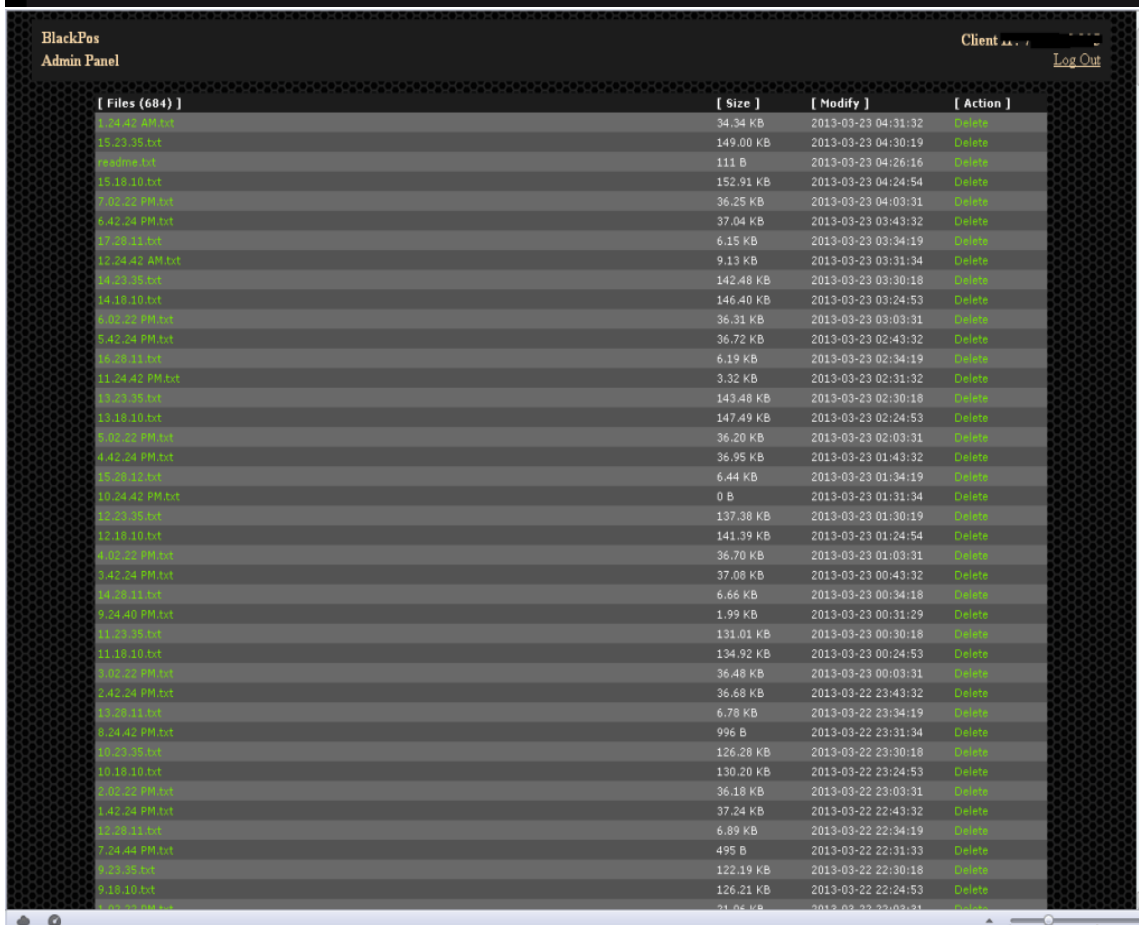 BlackPos
Client
Admin Panel
Log Out
[ Files (684) ] [ Size ] [ Modify ] [ Action ]
1.24.42 AM.txt 34.34 KB 2013-03-23 04:31:32 Delete
15.23.35.txt 149.00 KB 2013-03-23 04:30:19 Delete
readme.txt 111 B 2013-03-23 04:26:16 Delete
15.18.10.txt 152.91 KB 2013-03-23 04:24:54 Delete
7.02.22 PM.txt 36.25 KB 2013-03-23 04:03:31 Delete
6.42.24 PM.txt 37.04 KB 2013-03-23 03:43:32 Delete
17.28.11.txt 6.15 KB 2013-03-23 03:34:19 Delete
12.24.42 AM.txt 9.13 KB 2013-03-23 03:31:34 Delete
14.23.35.txt 142.48 KB 2013-03-23 03:30:18 Delete
14.18.10.txt 146.40 KB 2013-03-23 03:24:53 Delete
6.02.22 PM.txt 36.31 KB 2013-03-23 03:03:31 Delete
5.42.24 PM.txt 36.72 KB 2013-03-23 02:43:32 Delete
16.28.11.txt 6.19 KB 2013-03-23 02:34:19 Delete
11.24.42 PM.txt 3.32 KB 2013-03-23 02:31:32 Delete
13.23.35.txt 143.48 KB 2013-03-23 02:30:18 Delete
13.18.10.txt 147.49 KB 2013-03-23 02:24:53 Delete
5.02.22 PM.txt 36.20 KB 2013-03-23 02:03:31 Delete
4.42.24 PM.txt 36.95 KB 2013-03-23 01:43:32 Delete
15.28.12.txt 6.44 KB 2013-03-23 01:34:19 Delete
10.24.42 PM.txt 0 B 2013-03-23 01:31:34 Delete
12.23.35.txt 137.38 KB 2013-03-23 01:30:19 Delete
12.18.10.txt 141.39 KB 2013-03-23 01:24:54 Delete
4.02.22 PM.txt 36.70 KB 2013-03-23 01:03:31 Delete
3.42.24 PM.txt 37.08 KB 2013-03-23 00:43:32 Delete
14.28.11.txt 6.66 KB 2013-03-23 00:34:18 Delete
9.24.40 PM.txt 1.99 KB 2013-03-23 00:31:29 Delete
11.23.35.txt 131.01 KB 2013-03-23 00:30:18 Delete
11.18.10.txt 134.92 KB 2013-03-23 00:24:53 Delete
3.02.22 PM.txt 36.48 KB 2013-03-23 00:03:31 Delete
2.42.24 PM.txt 36.68 KB 2013-03-22 23:43:32 Delete
13.28.11.txt 6.78 KB 2013-03-22 23:34:19 Delete
8.24.42 PM.txt 996 B 2013-03-22 23:31:34 Delete
10.23.35.txt 126.28 KB 2013-03-22 23:30:18 Delete
10.18.10.txt 130.20 KB 2013-03-22 23:24:53 Delete
2.02.22 PM.txt 36.18 KB 2013-03-22 23:03:31 Delete
1.42.24 PM.txt 37.24 KB 2013-03-22 22:43:32 Delete
12.28.11.txt 6.89 KB 2013-03-22 22:34:19 Delete
7.24.44 PM.txt 495 B 2013-03-22 22:31:33 Delete
9.23.35.txt 122.19 KB 2013-03-22 22:30:18 Delete
9.18.10.txt 126.21 KB 2013-03-22 22:24:53 Delete
1.02.22 PM.txt 21.06 KB 2013-03-22 22:03:31 Delete